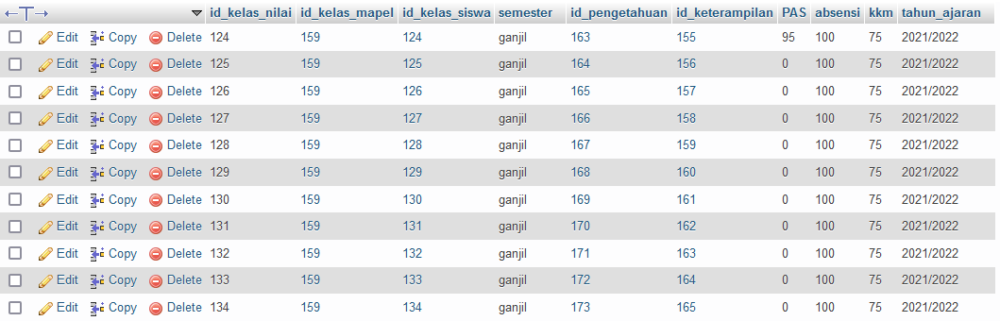 id_kelas_nilai id_kelas_mapel id_kelas_siswa semester id_pengetahuan id_keterampilan PAS absensi kkm tahun_ajaran
Edit Copy Delete 124 159 124 ganjil 163 155 95 100 75 2021/2022
Edit Copy Delete 125 159 125 ganjil 164 156 0 100 75 2021/2022
Edit Copy Delete 126 159 126 ganjil 165 157 0 100 75 2021/2022
Edit Copy Delete 127 159 127 ganjil 166 158 0 100 75 2021/2022
Edit Copy Delete 128 159 128 ganjil 167 159 0 100 75 2021/2022
Edit Copy Delete 129 159 129 ganjil 168 160 0 100 75 2021/2022
Edit Copy Delete 130 159 130 ganjil 169 161 0 100 75 2021/2022
Edit Copy Delete 131 159 131 ganjil 170 162 0 100 75 2021/2022
Edit Copy Delete 132 159 132 ganjil 171 163 0 100 75 2021/2022
Edit Copy Delete 133 159 133 ganjil 172 164 0 100 75 2021/2022
Edit Copy Delete 134 159 134 ganjil 173 165 0 100 75 2021/2022